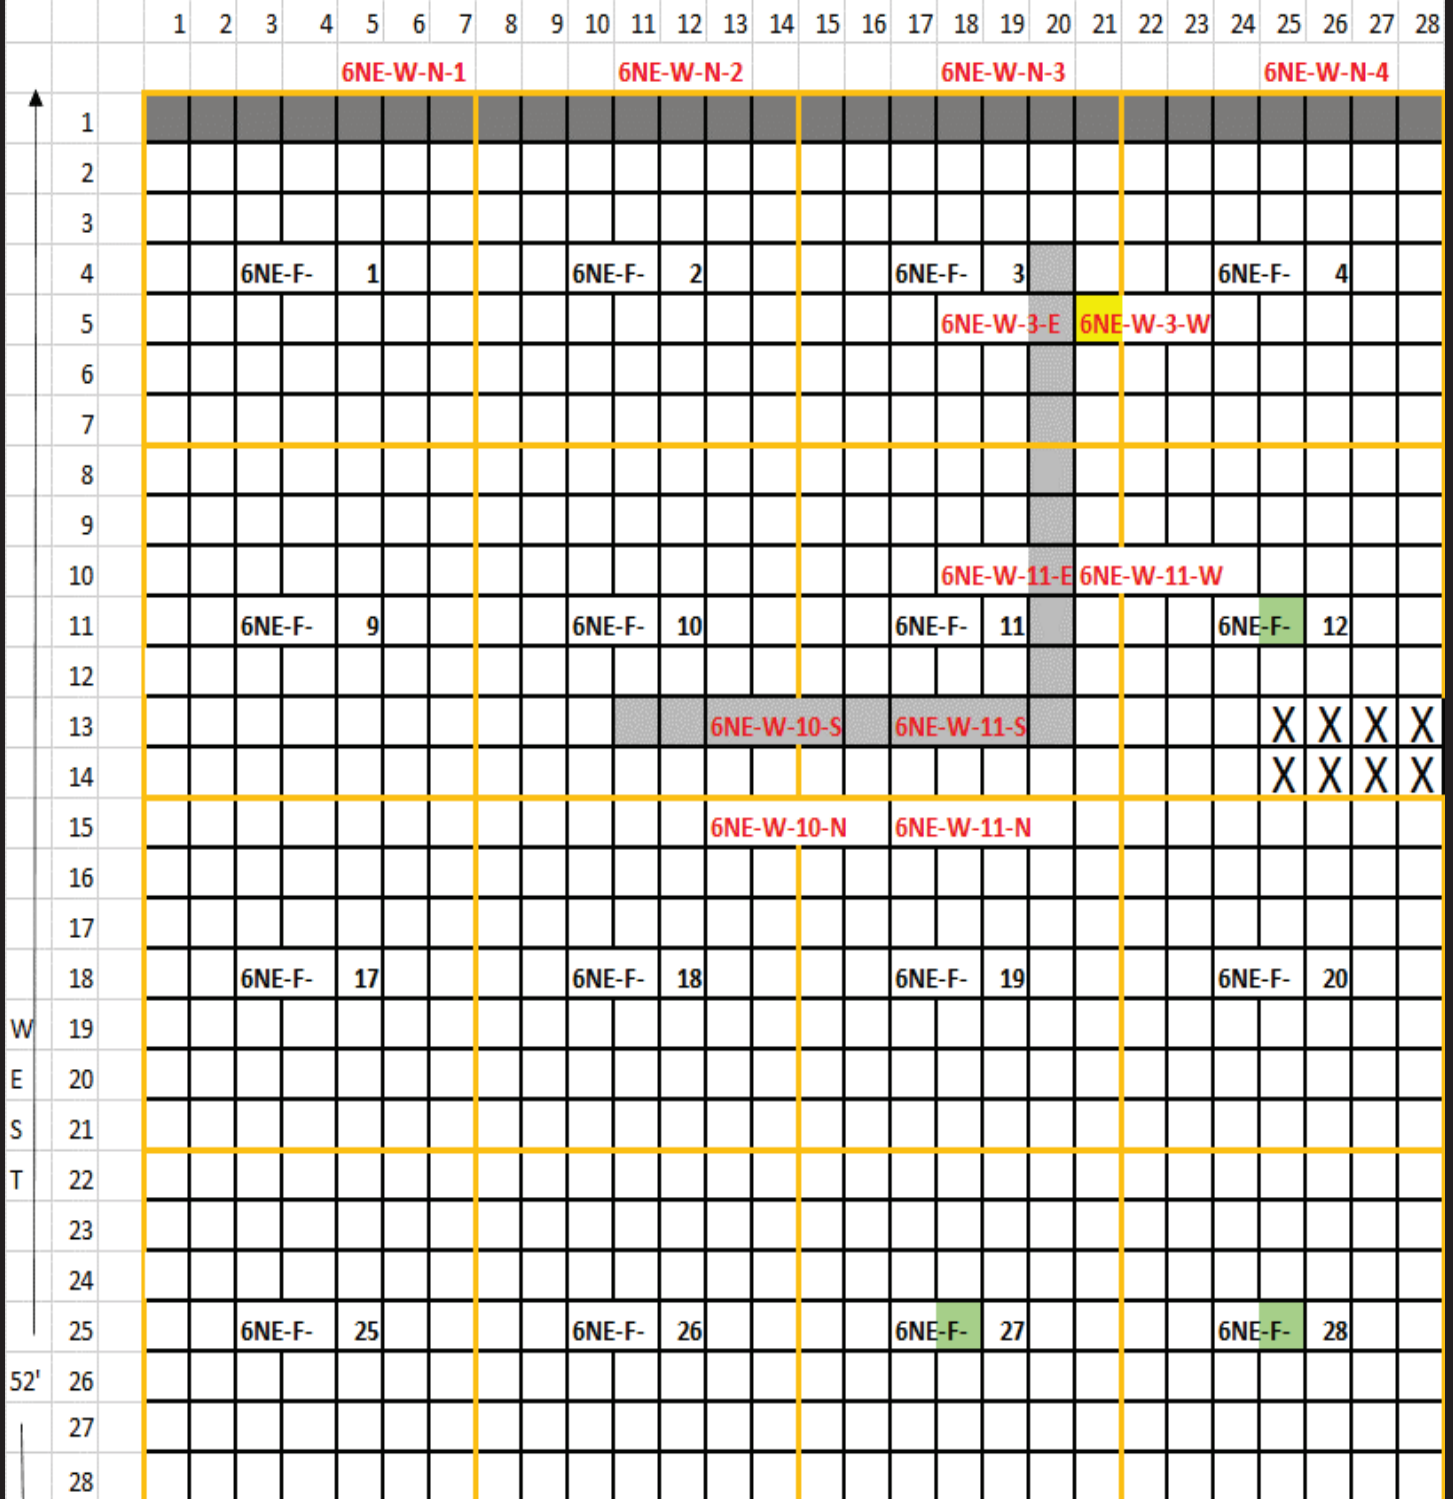 1 2 3 4 5 6 7 8 9 10 11 12 13 14 15 16 17 18 19 20 21 22 23 24 25 26 27 28
6NE-W-N-1 6NE-W-N-2 6NE-W-N-3 6NE-W-N-4
1
2
3
4 6NE-F- 1 6NE-F- 2 6NE-F- 3 6NE-F- 4
5 6NE-W-3-E 6NE-W-3-W
6
7
8
9
10 6NE-W-11-E 6NE-W-11-W
11 6NE-F- 9 6NE-F- 10 6NE-F- 11 6NE-F- 12
12
13 6NE-W-10-S 6NE-W-11-S X X X X
14 X X X X
15 6NE-W-10-N 6NE-W-11-N
16
17
18 6NE-F- 17 6NE-F- 18 6NE-F- 19 6NE-F- 20
W 19
E 20
S 21
T 22
23
24
25 6NE-F- 25 6NE-F- 26 6NE-F- 27 6NE-F- 28
52' 26
27
28